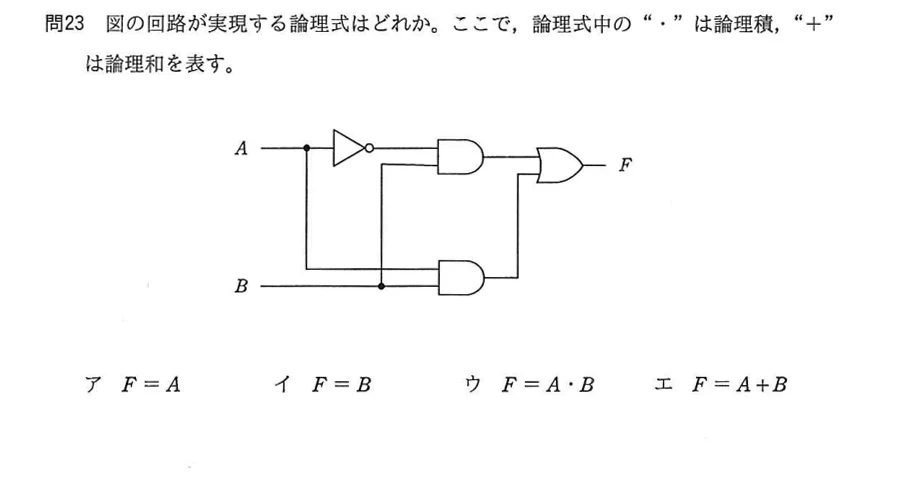 問23 図の回路が実現する論理式はどれか。ここで，論理式中の“・”は論理積，“＋”
は論理和を表す。
A
F
B
ア F = A イ F = B ウ F = A・B エ F = A + B